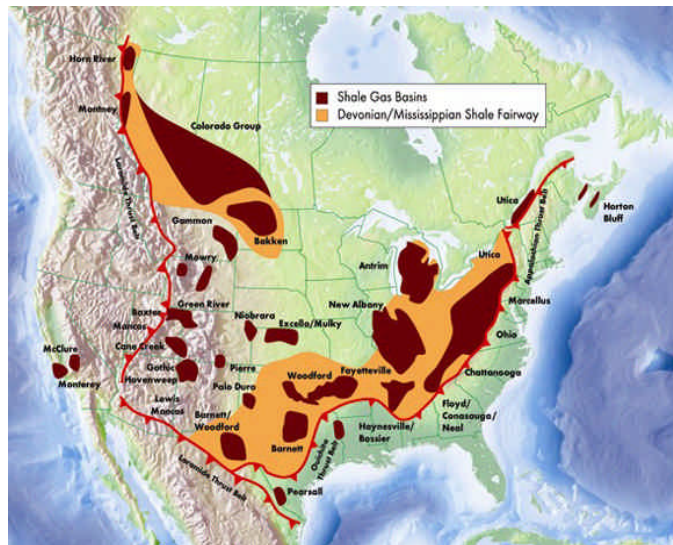 Horn River
Shale Gas Basins
Devonian/Mississippian Shale Fairway
Montney
Colorado Group
Laramide Thrust Belt
Utica
Appalachian Thrust Belt
Horton
Bluff
Gammon
Bakken
Utica
Mowry
Antrim
Green River
Marcellus
New Albany
Niobrara
Baxter
Mancos
Excello/Mulky
Ohio
Cane Creek
McClure
Gothic
Hovenweep
Pierre
Woodford
Fayetteville
Chattanooga
Monterey
Palo Duro
Lewis
Mancos
Barnett/
Woodford
Floyd/
Conasauga/
Neal
Haynesville/
Bossier
Barnett
Ouichita
Thrust Belt
Laramide Thrust Belt
Pearsall